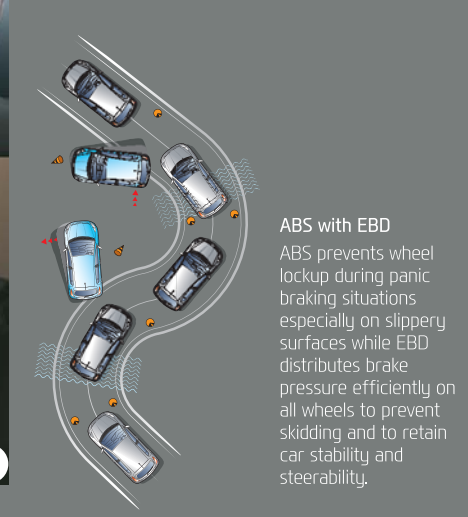 ABS with EBD
ABS prevents wheel
lockup during panic
braking situations
especially on slippery
surfaces while EBD
distributes brake
pressure efficiently on
all wheels to prevent
skidding and to retain
car stability and
steerability.